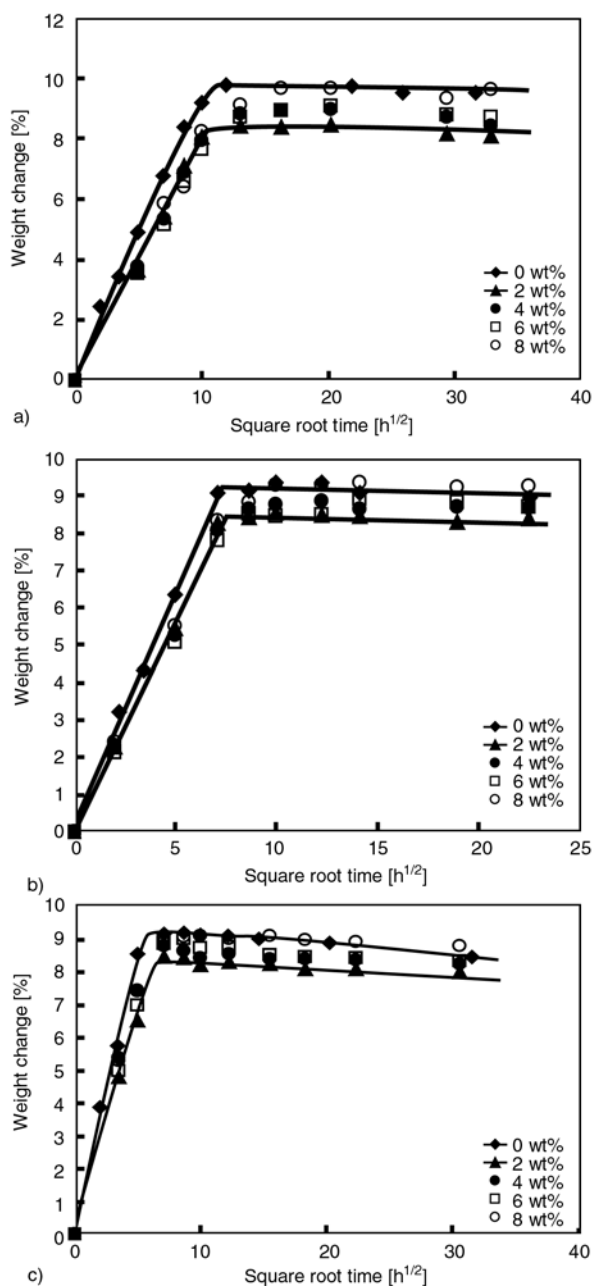 12
10
8
6
4
2
0
Weight change [%]
0 wt%
2 wt%
4 wt%
6 wt%
8 wt%
0 10 20 30 40
a)
Square root time [h1/2]
10
9
8
7
6
5
4
3
2
1
0
Weight change [%]
0 wt%
2 wt%
4 wt%
6 wt%
8 wt%
0 5 10 15 20 25
b)
Square root time [h1/2]
10
9
8
7
6
5
4
3
2
1
0
Weight change [%]
0 wt%
2 wt%
4 wt%
6 wt%
8 wt%
0 10 20 30 40
c)
Square root time [h1/2]